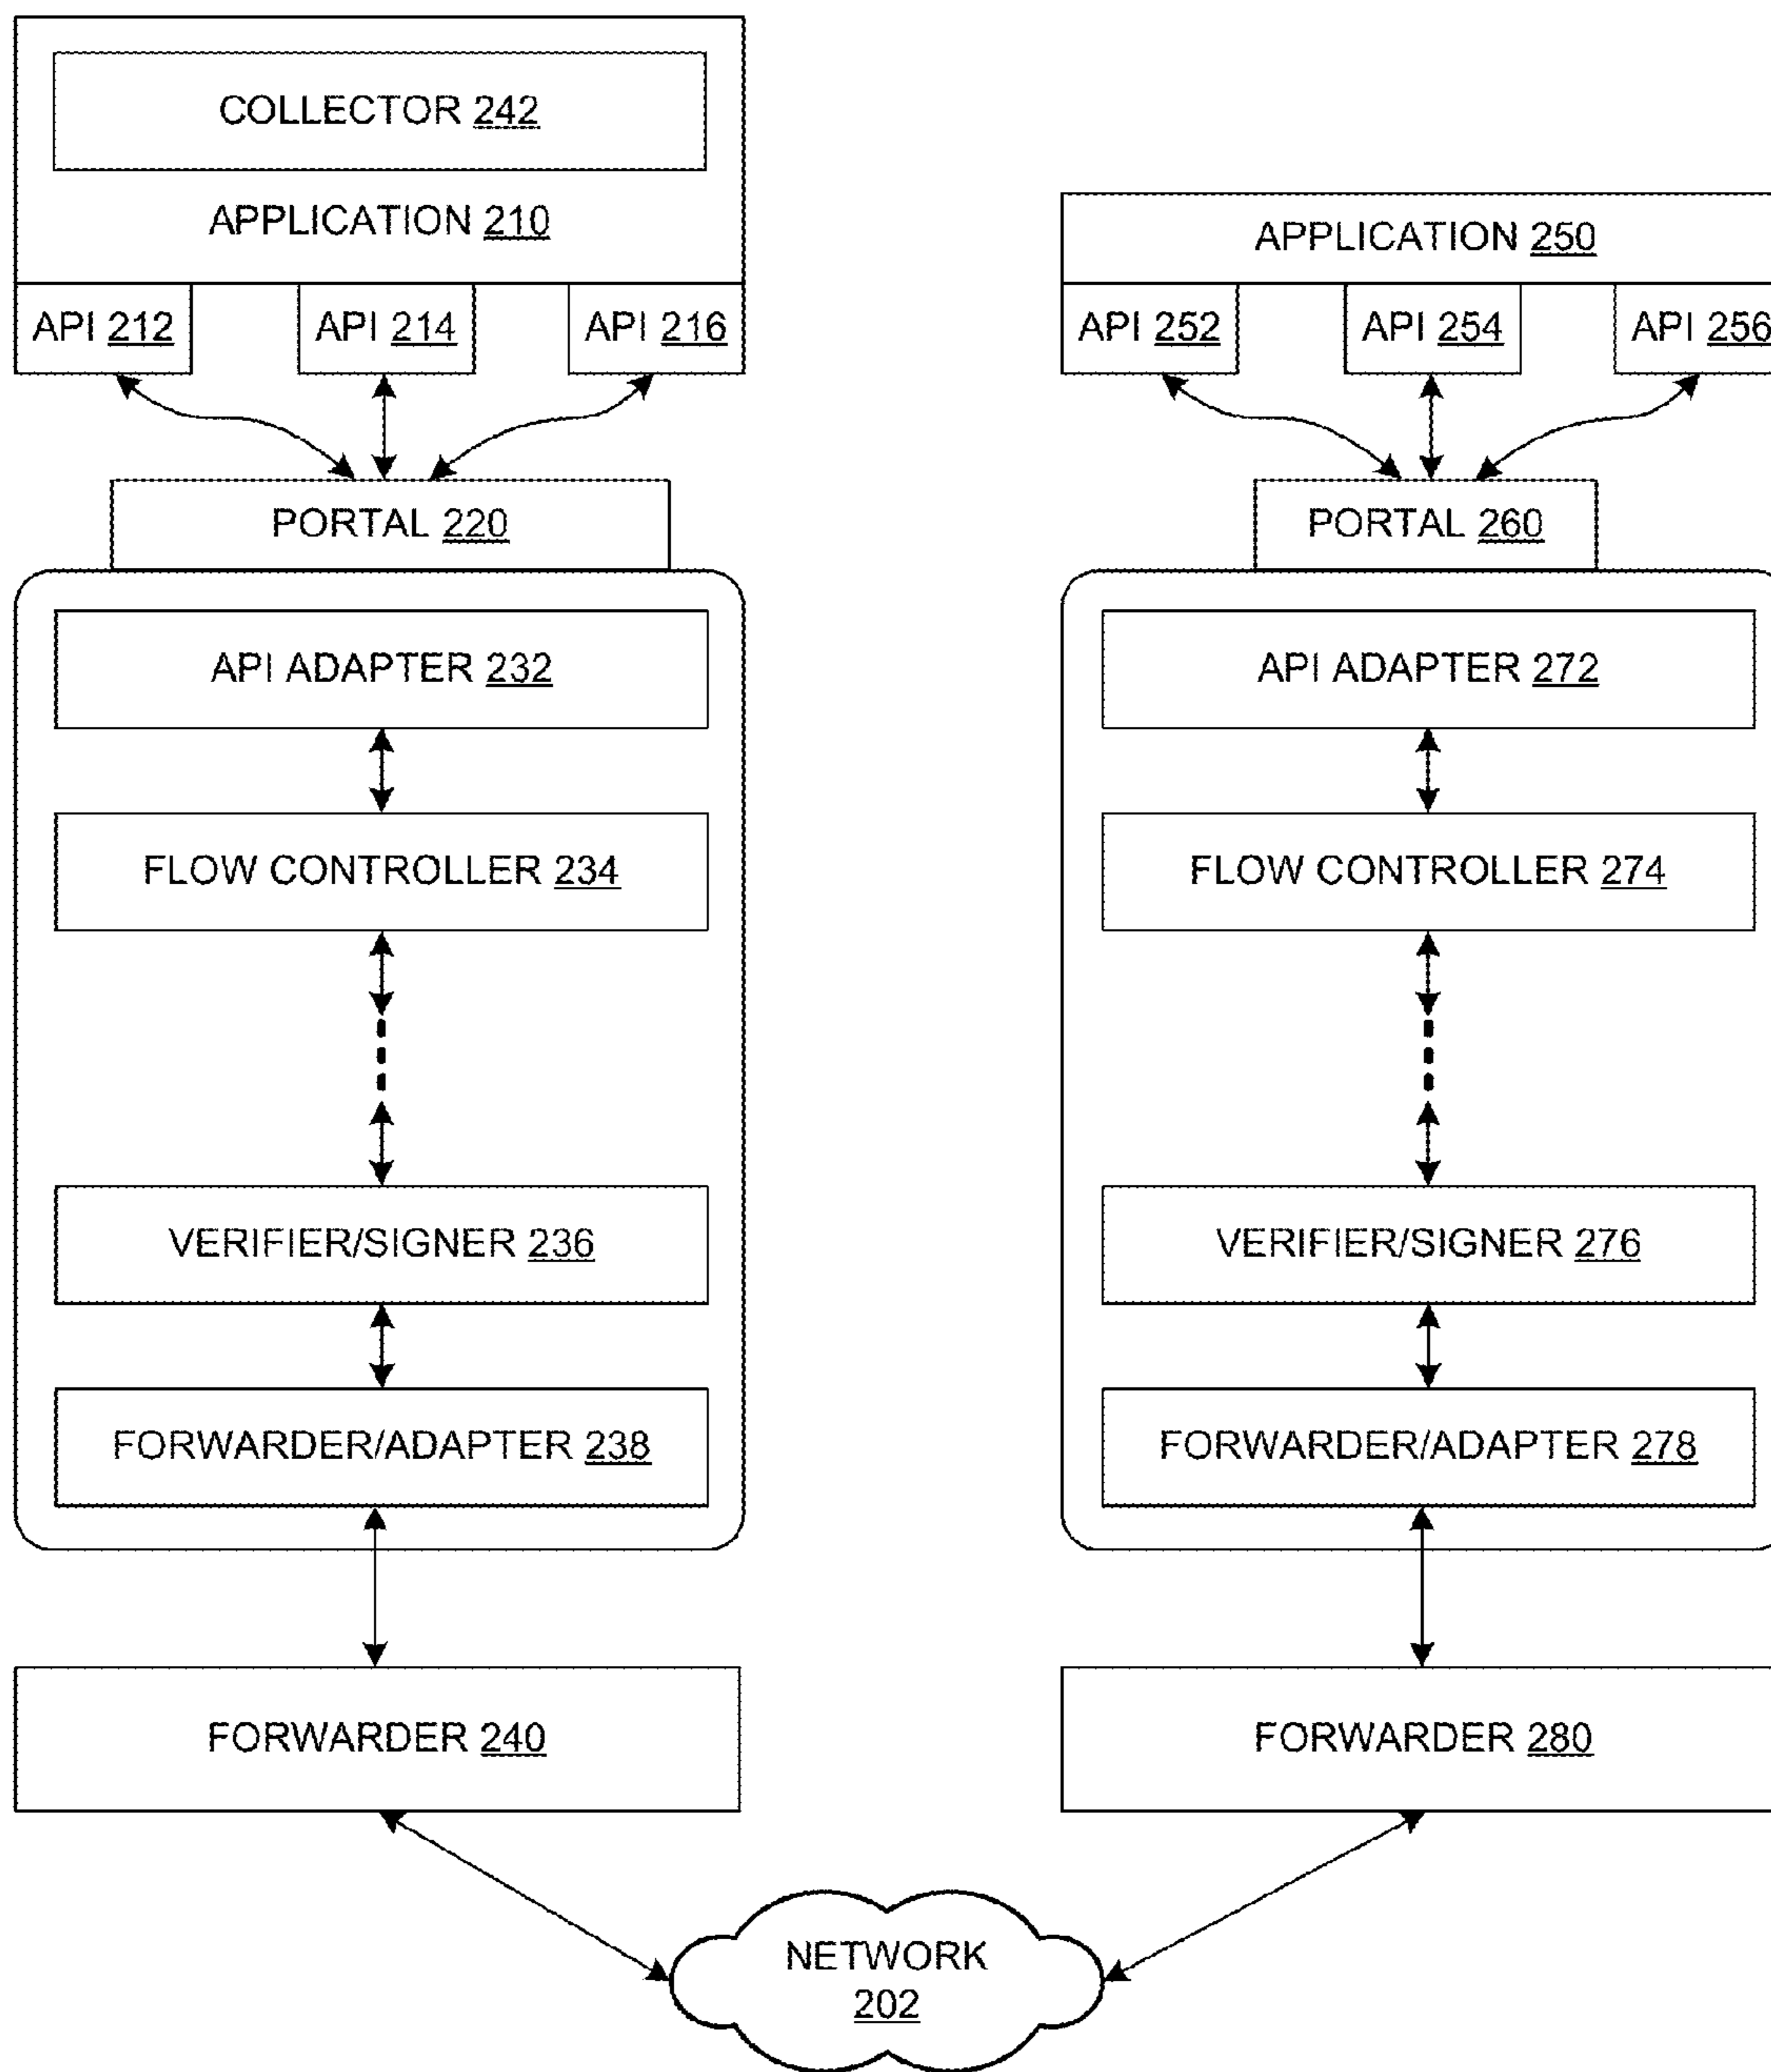 COLLECTOR 242
APPLICATION 210
API 212
API 214
API 216
PORTAL 220
API ADAPTER 232
FLOW CONTROLLER 234
VERIFIER/SIGNER 236
FORWARDER/ADAPTER 238
FORWARDER 240
APPLICATION 250
API 252
API 254
API 256
PORTAL 260
API ADAPTER 272
FLOW CONTROLLER 274
VERIFIER/SIGNER 276
FORWARDER/ADAPTER 278
FORWARDER 280
NETWORK
202